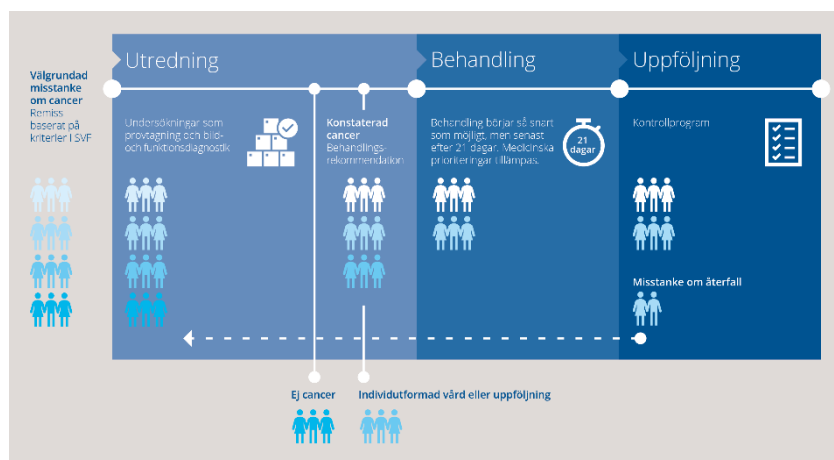 Utredning
Behandling
Uppföljning
Välgrundad
misstanke
om cancer
Remiss
baserat på
kriterier i SVF
Undersökningar som
provtagning och bild-
och funktionsdiagnostik
Konstaterad
cancer
Behandlings-
rekommendation
Behandling börjar så snart
som möjligt, men senast
efter 21 dagar. Medicinska
prioriteringar tillämpas.
21
dagar
Kontrollprogram
Misstanke om återfall
Ej cancer
Individutformad vård eller uppföljning